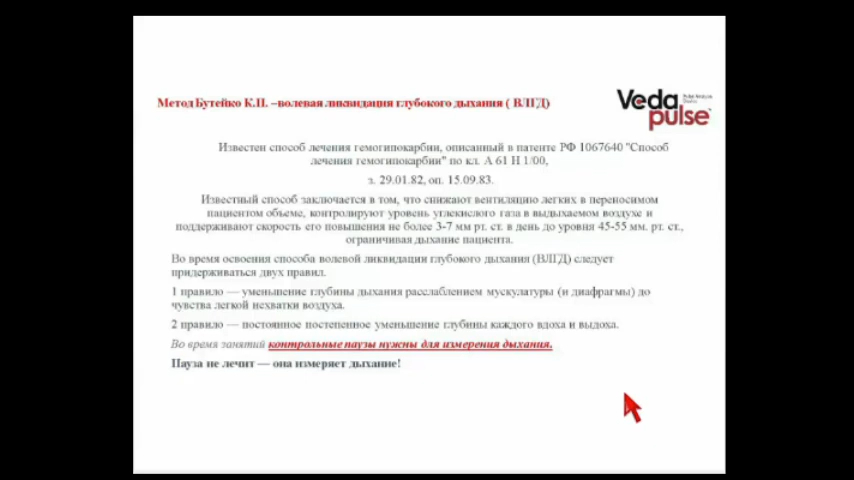 Метод Бутейко К.П. –волевая ликвидация глубокого дыхания ( ВЛГД)
Veda
pulse
Известен способ лечения гемогипокарбии, описанный в патенте РФ 1067640 "Способ
лечения гемогипокарбии" по кл. А 61 Н 1/00,
з. 29.01.82, оп. 15.09.83.
Известный способ заключается в том, что снижают вентиляцию легких в переносимом
пациентом объеме, контролируют уровень углекислого газа в выдыхаемом воздухе и
поддерживают скорость его повышения не более 3-7 мм рт. ст. в день до уровня 45-55 мм. рт. ст.,
ограничивая дыхание пациента.
Во время освоения способа волевой ликвидации глубокого дыхания (ВЛГД) следует
придерживаться двух правил.
1 правило — уменьшение глубины дыхания расслаблением мускулатуры (и диафрагмы) до
чувства легкой нехватки воздуха.
2 правило — постоянное постепенное уменьшение глубины каждого вдоха и выдоха.
Во время занятий контрольные паузы нужны для измерения дыхания.
Пауза не лечит — она измеряет дыхание!